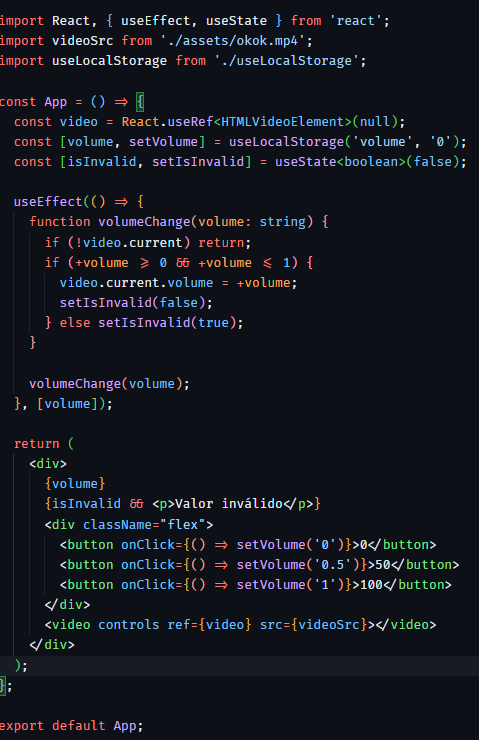 import React, { useEffect, useState } from 'react';
import videoSrc from './assets/okok.mp4';
import useLocalStorage from './useLocalStorage';
const App = () => {
const video = React.useRef<HTMLVideoElement>(null);
const [volume, setVolume] = useLocalStorage('volume', '0');
const [isInvalid, setIsInvalid] = useState<boolean>(false);
useEffect(() => {
function volumeChange(volume: string) {
if (!video.current) return;
if (+volume >= 0 && +volume <= 1) {
video.current.volume = +volume;
setIsInvalid(false);
} else setIsInvalid(true);
}
volumeChange(volume);
}, [volume]);
return (
<div>
{volume}
{isInvalid && <p>Valor inválido</p>}
<div className="flex">
<button onClick={() => setVolume('0')}>0</button>
<button onClick={() => setVolume('0.5')}>50</button>
<button onClick={() => setVolume('1')}>100</button>
</div>
<video controls ref={video} src={videoSrc}></video>
</div>
);
};
export default App;